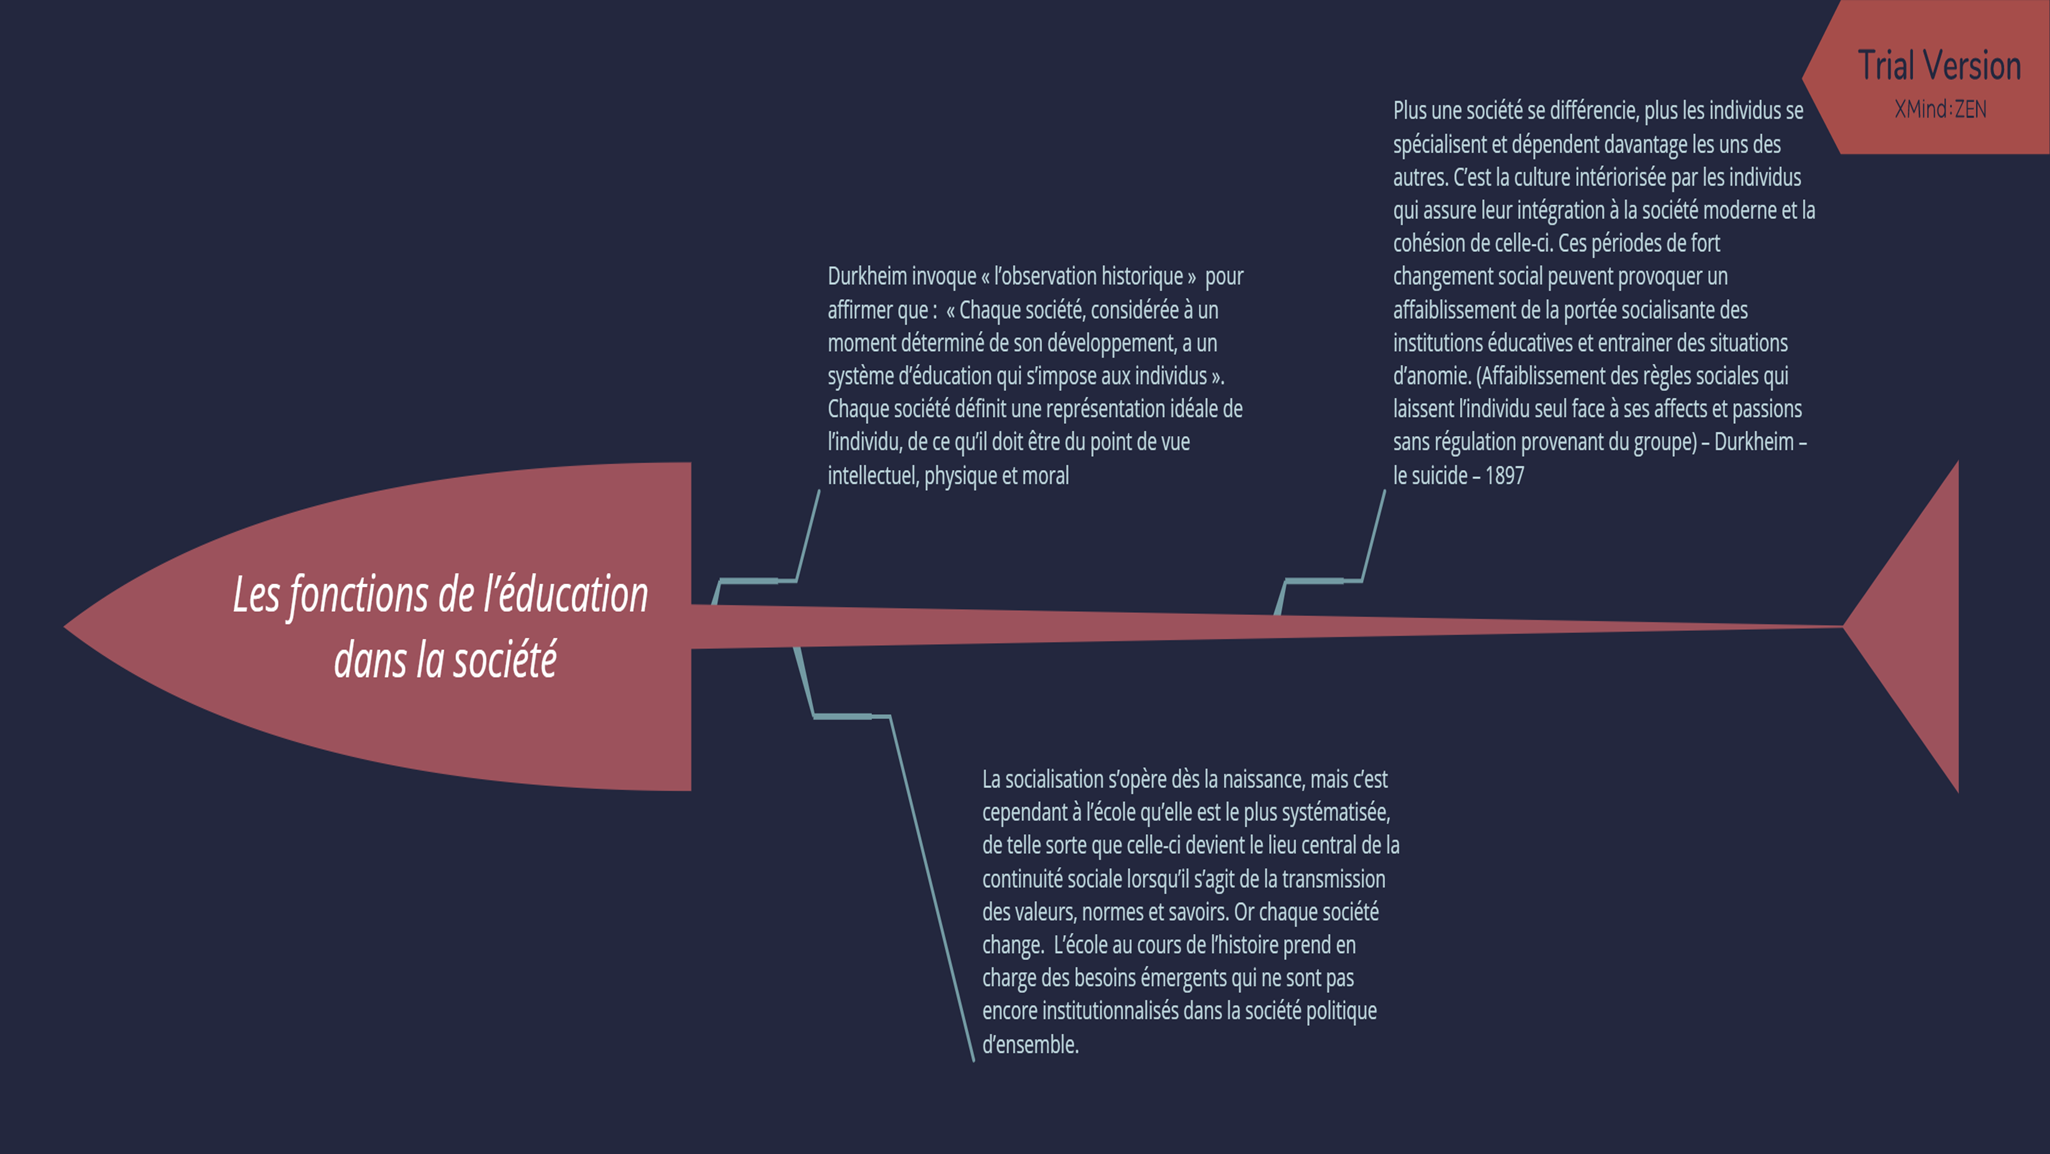 Trial Version
XMind:ZEN
Plus une société se différencie, plus les individus se
spécialisent et dépendent davantage les uns des
autres. C’est la culture intériorisée par les individus
qui assure leur intégration à la société moderne et la
cohésion de celle-ci. Ces périodes de fort
changement social peuvent provoquer un
affaiblissement de la portée socialisante des
institutions éducatives et entrainer des situations
d’anomie. (Affaiblissement des règles sociales qui
laissent l’individu seul face à ses affects et passions
sans régulation provenant du groupe) – Durkheim –
le suicide – 1897
Durkheim invoque « l’observation historique »  pour
affirmer que :  « Chaque société, considérée à un
moment déterminé de son développement, a un
système d’éducation qui s’impose aux individus ».
Chaque société définit une représentation idéale de
l’individu, de ce qu’il doit être du point de vue
intellectuel, physique et moral
Les fonctions de l’éducation
dans la société
La socialisation s’opère dès la naissance, mais c’est
cependant à l’école qu’elle est le plus systématisée,
de telle sorte que celle-ci devient le lieu central de la
continuité sociale lorsqu’il s’agit de la transmission
des valeurs, normes et savoirs. Or chaque société
change.  L’école au cours de l’histoire prend en
charge des besoins émergents qui ne sont pas
encore institutionnalisés dans la société politique
d’ensemble.